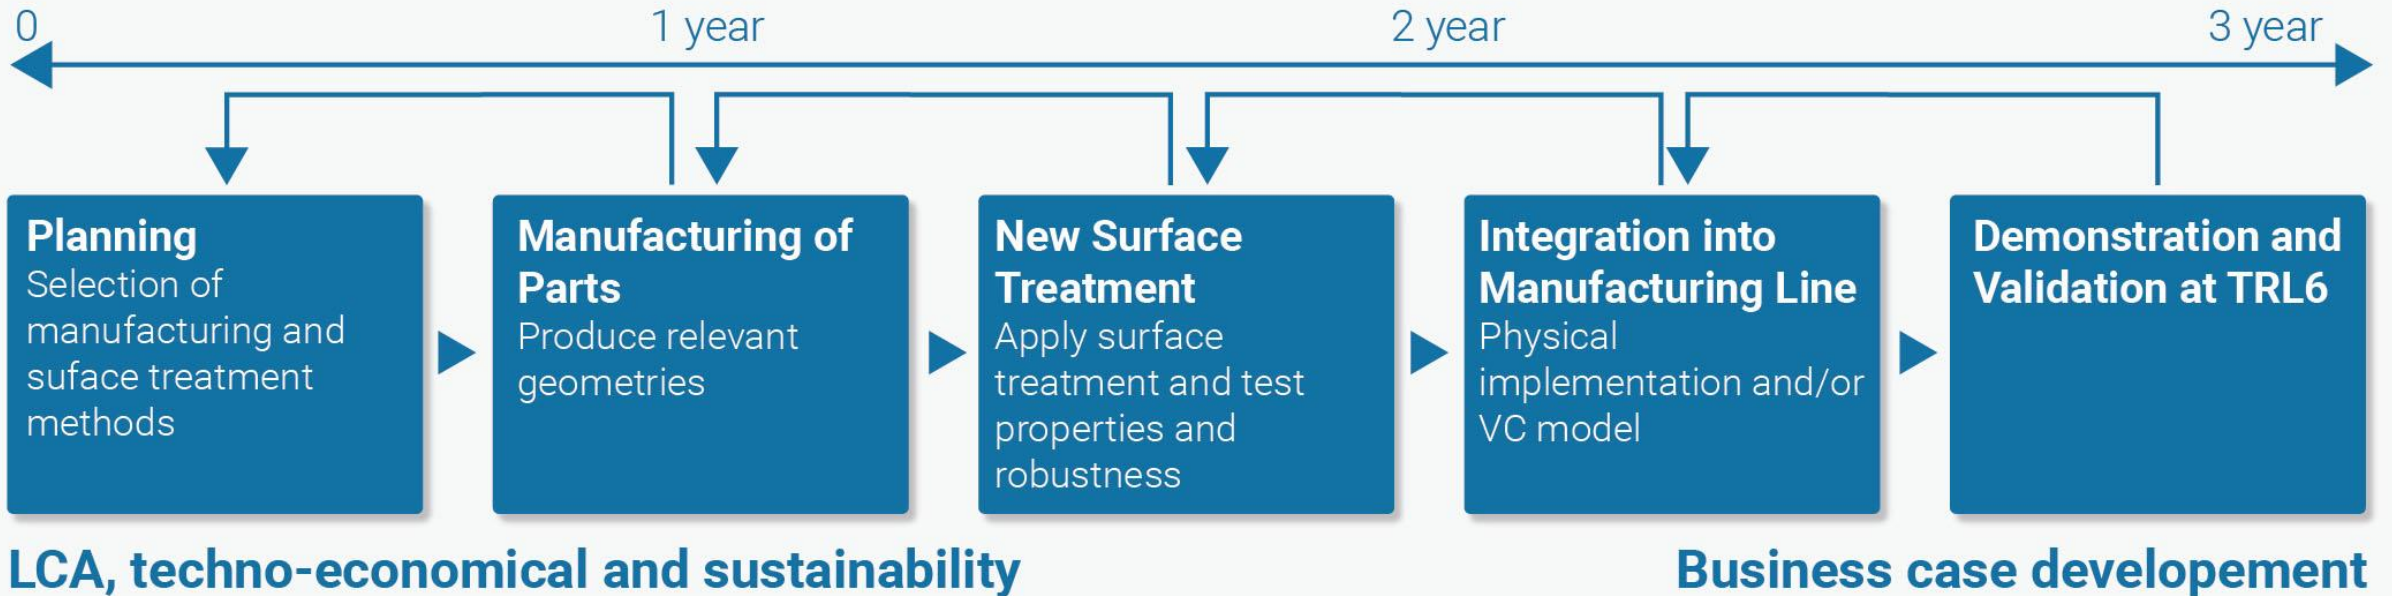 0
1 year
2 year
3 year
Planning
Selection of
manufacturing and
suface treatment
methods
Manufacturing of
Parts
Produce relevant
geometries
New Surface
Treatment
Apply surface
treatment and test
properties and
robustness
Integration into
Manufacturing Line
Physical
implementation and/or
VC model
Demonstration and
Validation at TRL6
LCA, techno-economical and sustainability
Business case developement